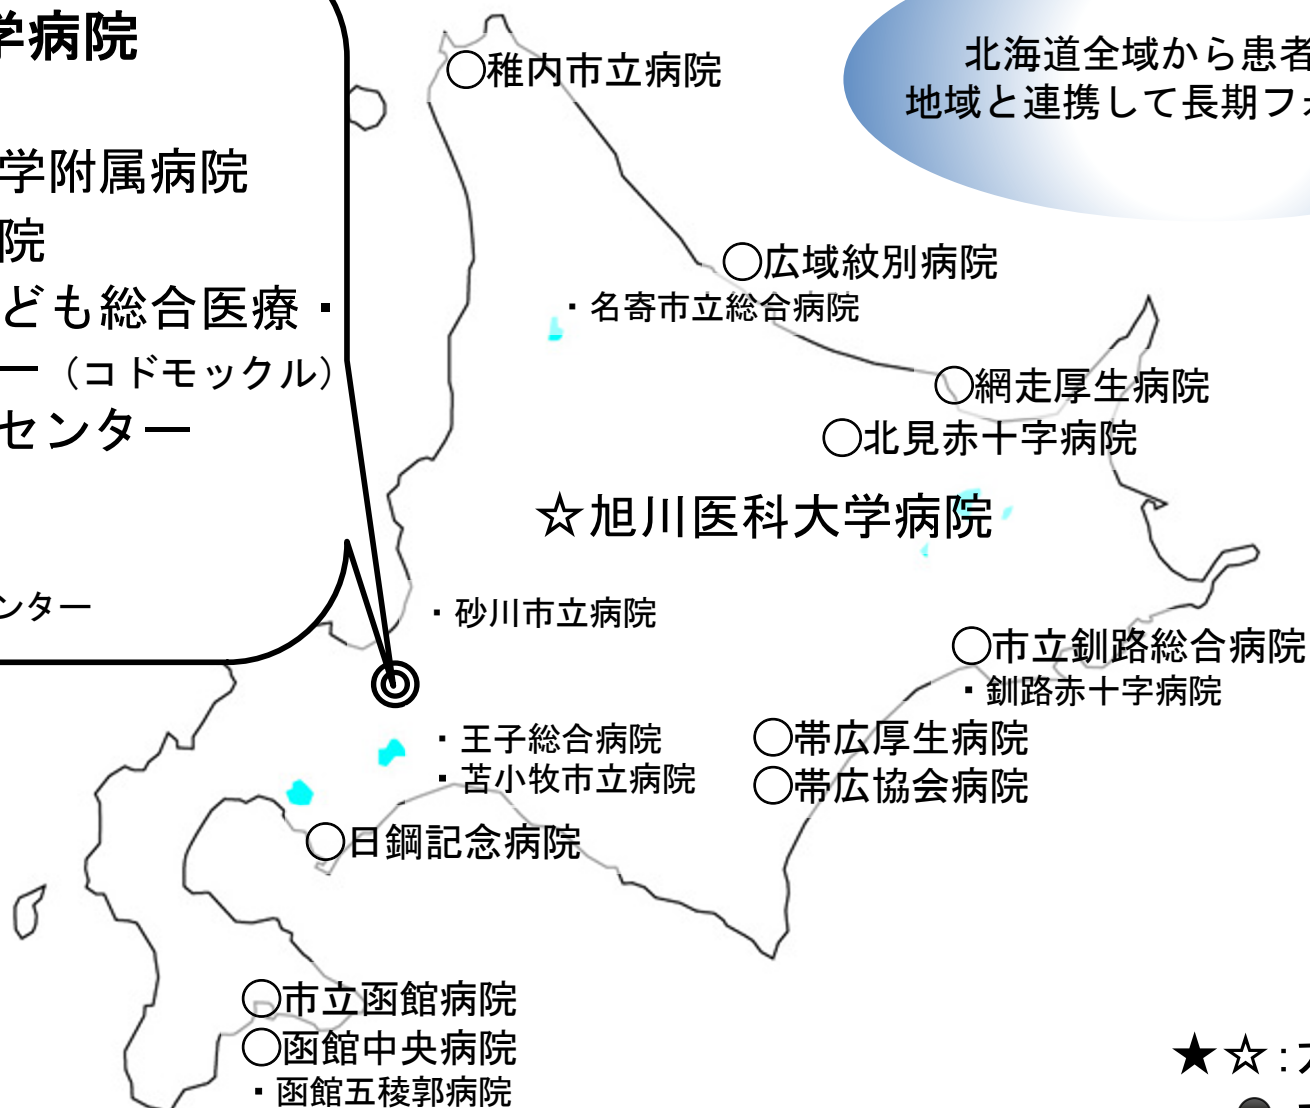 学病院
学附属病院
院
ども総合医療・
ー（コドモックル）
センター
ンター
北海道全域から患者
地域と連携して長期フォ
○稚内市立病院
○広域紋別病院
・名寄市立総合病院
○網走厚生病院
○北見赤十字病院
☆旭川医科大学病院
・砂川市立病院
○市立釧路総合病院
・釧路赤十字病院
・王子総合病院
・苫小牧市立病院
○帯広厚生病院
○帯広協会病院
○日鋼記念病院
○市立函館病院
○函館中央病院
・函館五稜郭病院
★☆: